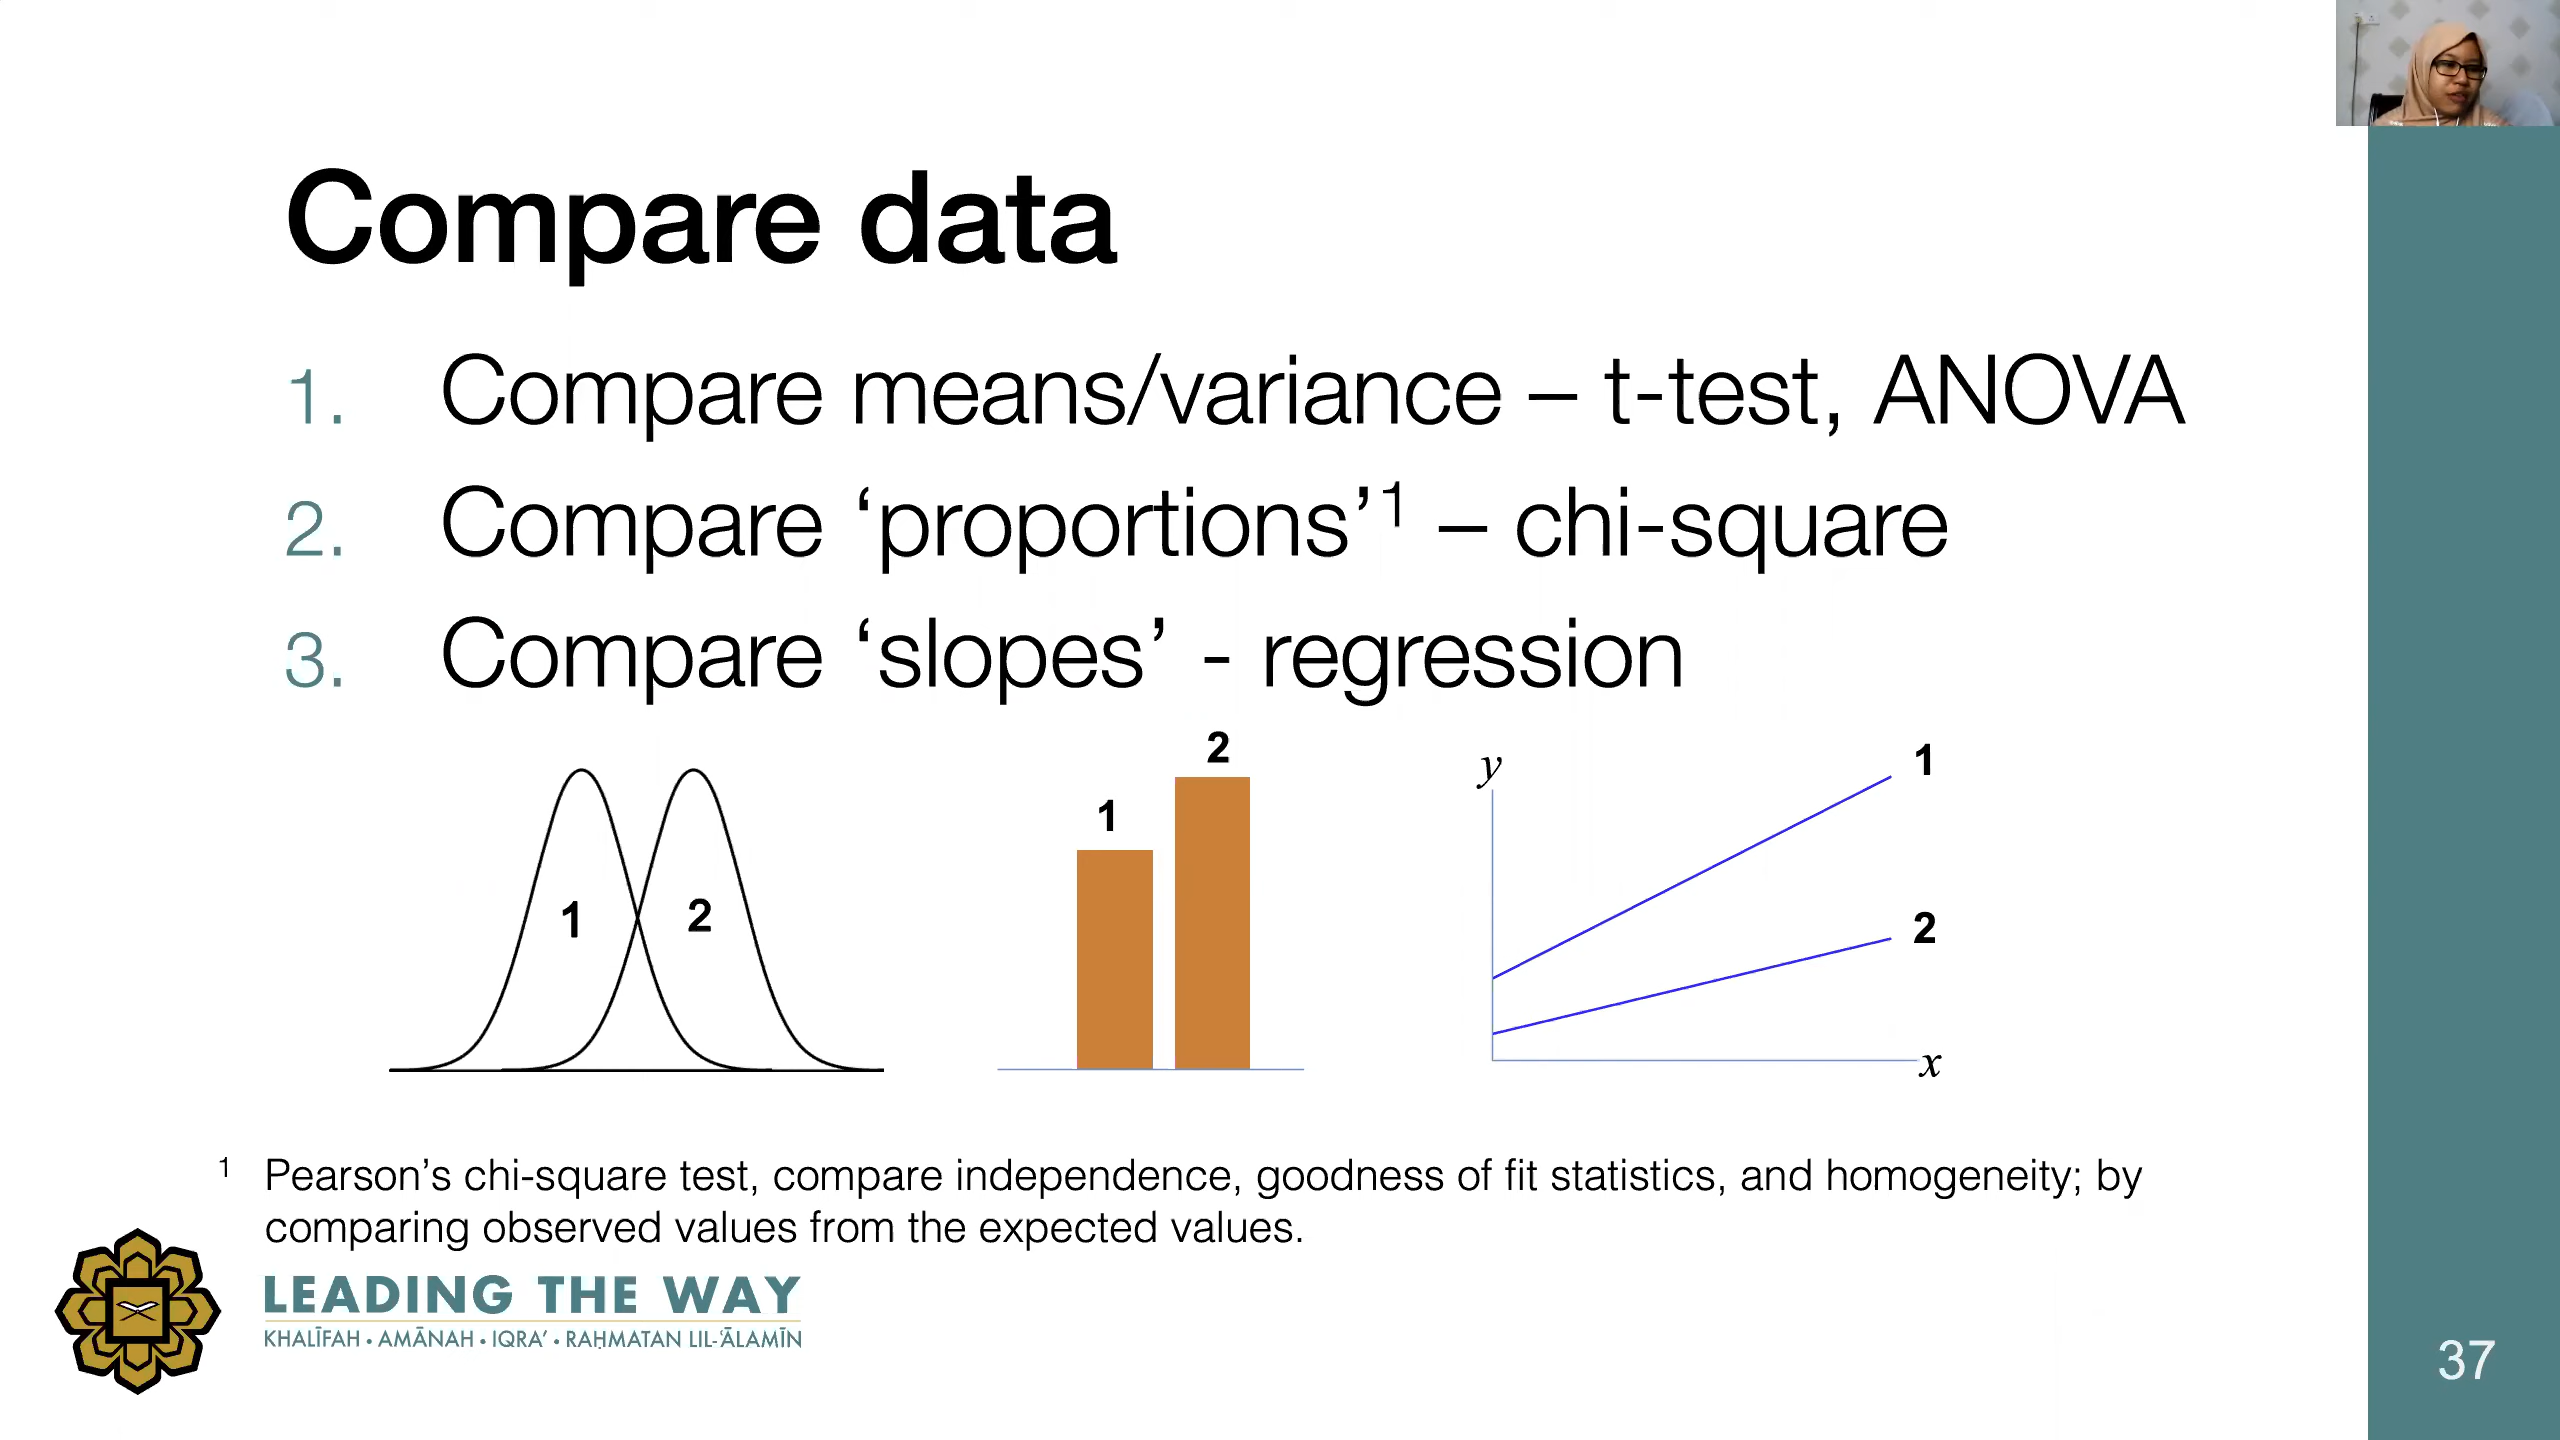 Compare data
1. Compare means/variance – t-test, ANOVA
2. Compare ‘proportions’¹ – chi-square
3. Compare ‘slopes’ - regression
1
2
1
2
y
1
2
x
¹ Pearson’s chi-square test, compare independence, goodness of fit statistics, and homogeneity; by
comparing observed values from the expected values.
LEADING THE WAY
KHALĪFAH • AMĀNAH • IQRA’ • RAḤMATAN LIL-‘ĀLAMĪN
37